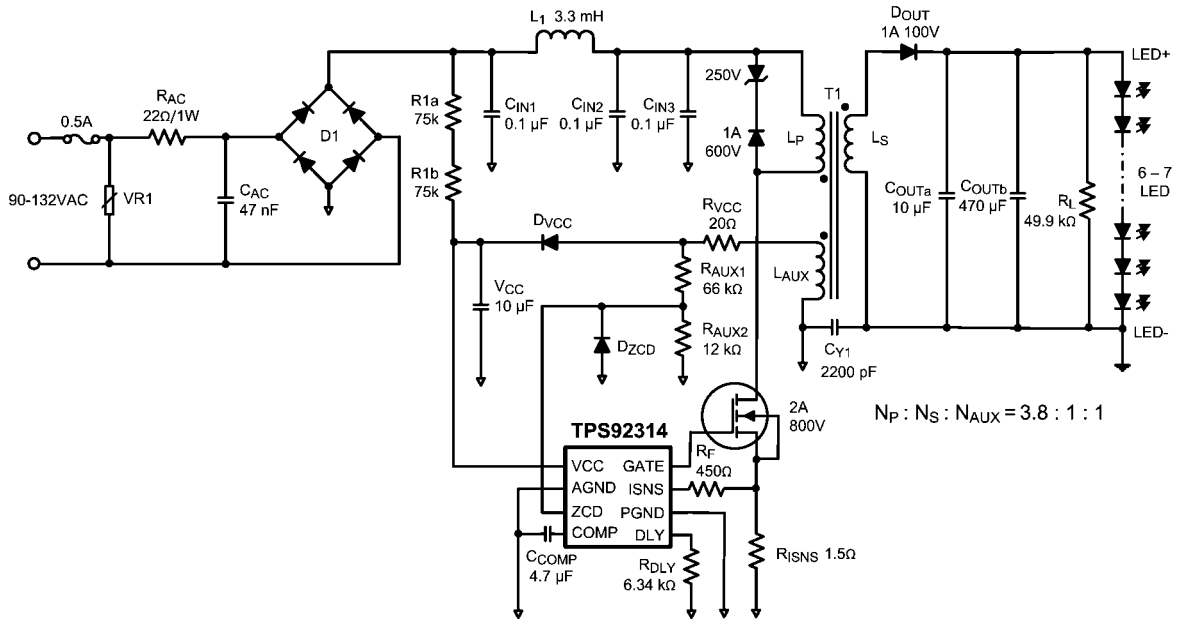 L1 3.3 mH
DOUT
1A 100V
LED+
250V
T1
RAC
22Ω/1W
0.5A
D1
R1a
75k
CIN1
0.1 µF
CIN2
0.1 µF
CIN3
0.1 µF
1A
600V
LP
LS
R1b
75k
90-132VAC
VR1
CAC
47 nF
COUTa
10 µF
COUTb
470 µF
RL
49.9 kΩ
6 – 7
LED
DVCC
RVCC
20Ω
VCC
10 µF
RAUX1
66 kΩ
LAUX
DZCD
RAUX2
12 kΩ
CY1
2200 pF
LED-
2A
800V
NP : NS : NAUX = 3.8 : 1 : 1
TPS92314
RF
450Ω
VCC GATE
AGND ISNS
ZCD PGND
COMP DLY
CCOMP
4.7 µF
RDLY
6.34 kΩ
RISNS 1.5Ω